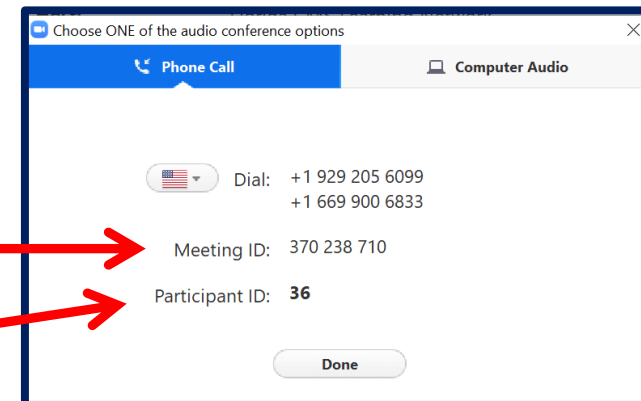 Choose ONE of the audio conference options
Phone Call
Computer Audio
Dial: +1 929 205 6099
+1 669 900 6833
Meeting ID: 370 238 710
Participant ID: 36
Done